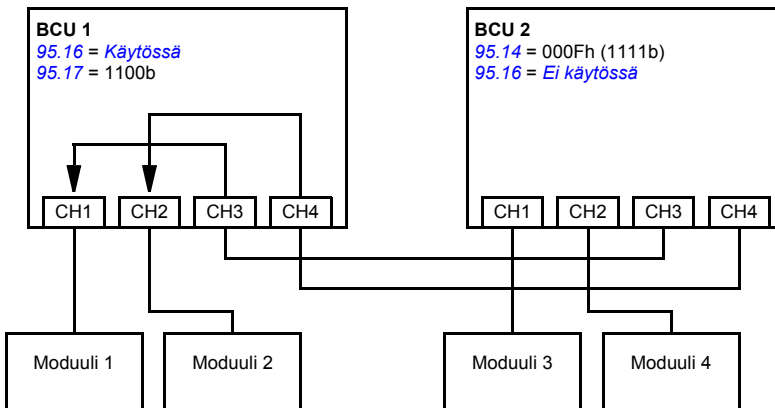 BCU 1
95.16 = Käytössä
95.17 = 1100b
CH1 CH2 CH3 CH4
BCU 2
95.14 = 000Fh (1111b)
95.16 = Ei käytössä
CH1 CH2 CH3 CH4
Moduuli 1 Moduuli 2 Moduuli 3 Moduuli 4